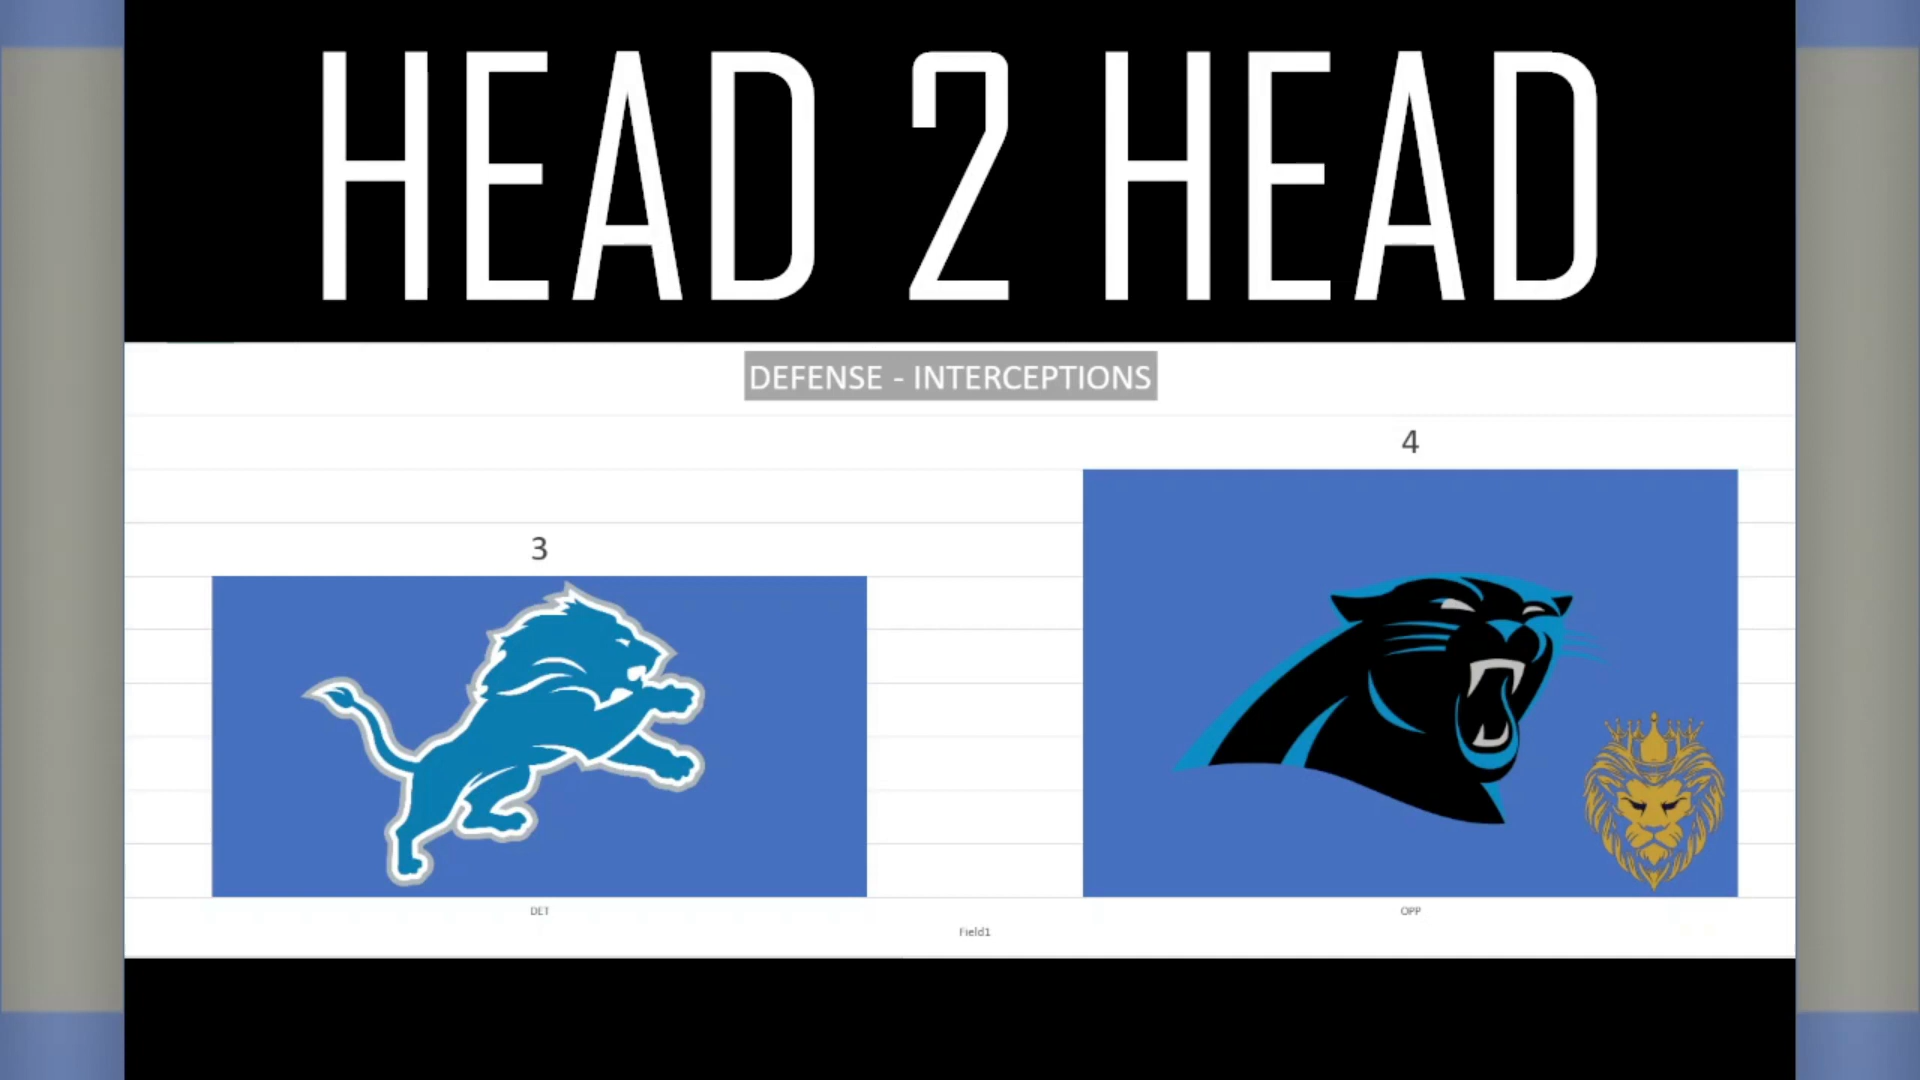 HEAD 2 HEAD
DEFENSE - INTERCEPTIONS
4
3
DET
OPP
Field1